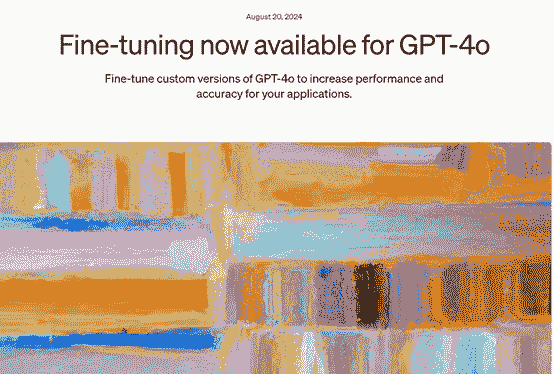 August 20, 2024
Fine-tuning now available for GPT-4o
Fine-tune custom versions of GPT-4o to increase performance and
accuracy for your applications.